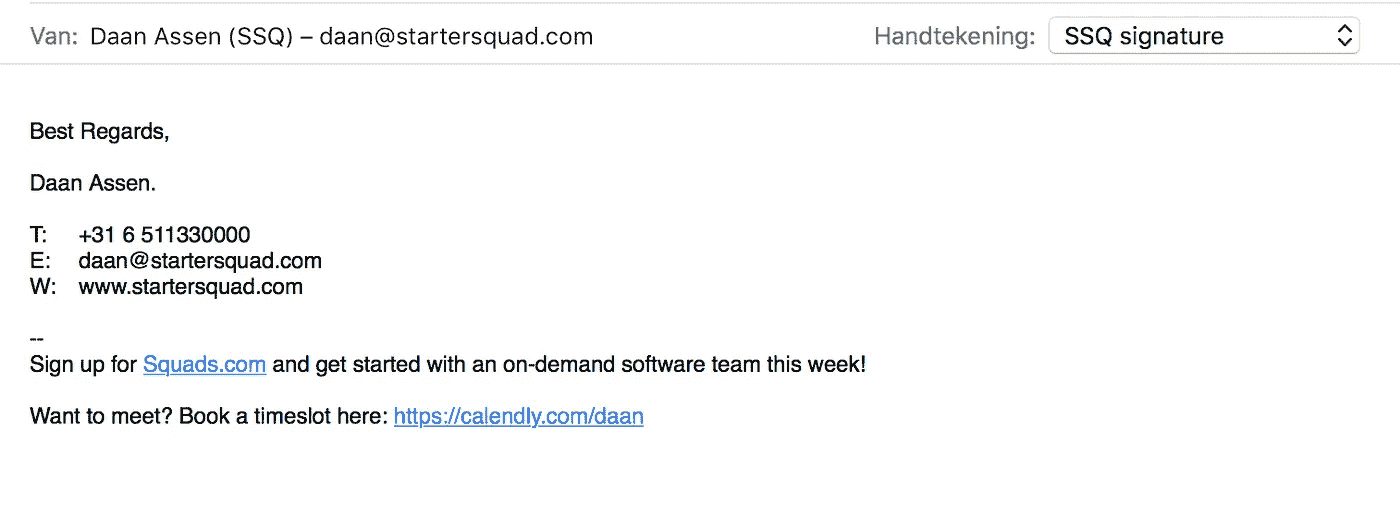 Van: Daan Assen (SSQ) – daan@startersquad.com Handtekening: SSQ signature
Best Regards,
Daan Assen.
T: +31 6 511330000
E: daan@startersquad.com
W: www.startersquad.com
--
Sign up for Squads.com and get started with an on-demand software team this week!
Want to meet? Book a timeslot here: https://calendly.com/daan